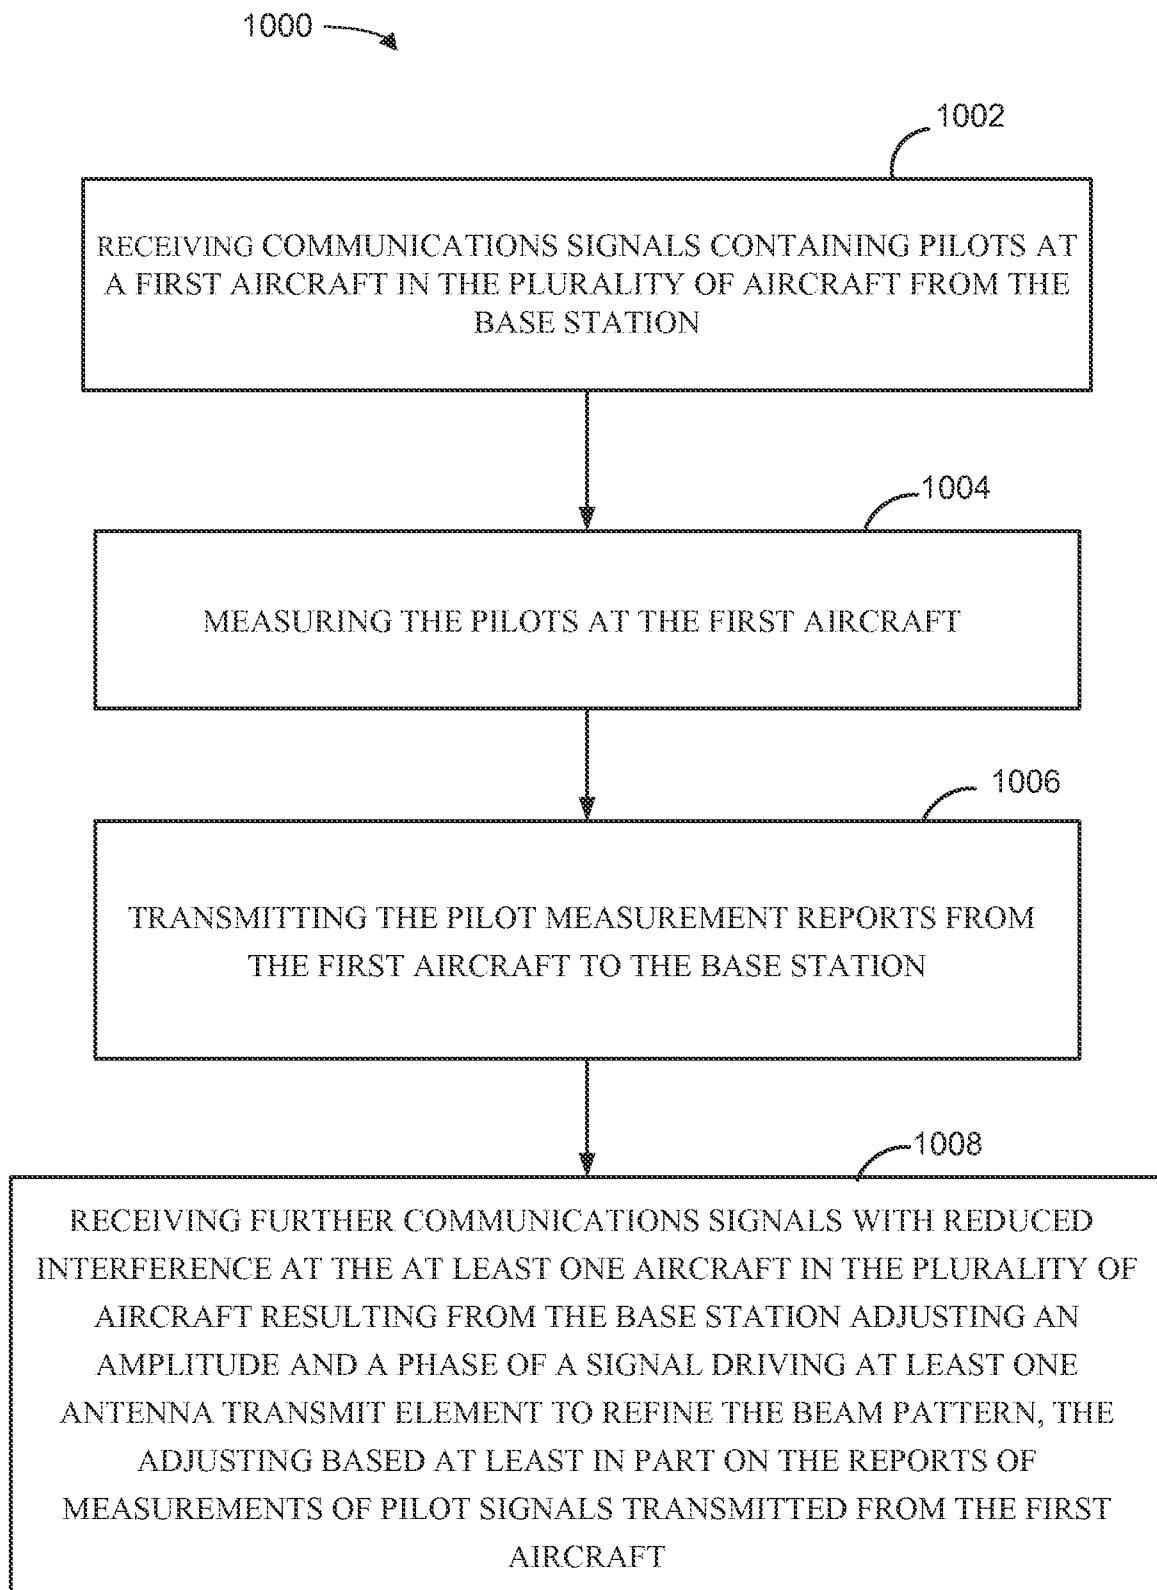 1000
1002
RECEIVING COMMUNICATIONS SIGNALS CONTAINING PILOTS AT
A FIRST AIRCRAFT IN THE PLURALITY OF AIRCRAFT FROM THE
BASE STATION
1004
MEASURING THE PILOTS AT THE FIRST AIRCRAFT
1006
TRANSMITTING THE PILOT MEASUREMENT REPORTS FROM
THE FIRST AIRCRAFT TO THE BASE STATION
1008
RECEIVING FURTHER COMMUNICATIONS SIGNALS WITH REDUCED
INTERFERENCE AT THE AT LEAST ONE AIRCRAFT IN THE PLURALITY OF
AIRCRAFT RESULTING FROM THE BASE STATION ADJUSTING AN
AMPLITUDE AND A PHASE OF A SIGNAL DRIVING AT LEAST ONE
ANTENNA TRANSMIT ELEMENT TO REFINE THE BEAM PATTERN, THE
ADJUSTING BASED AT LEAST IN PART ON THE REPORTS OF
MEASUREMENTS OF PILOT SIGNALS TRANSMITTED FROM THE FIRST
AIRCRAFT